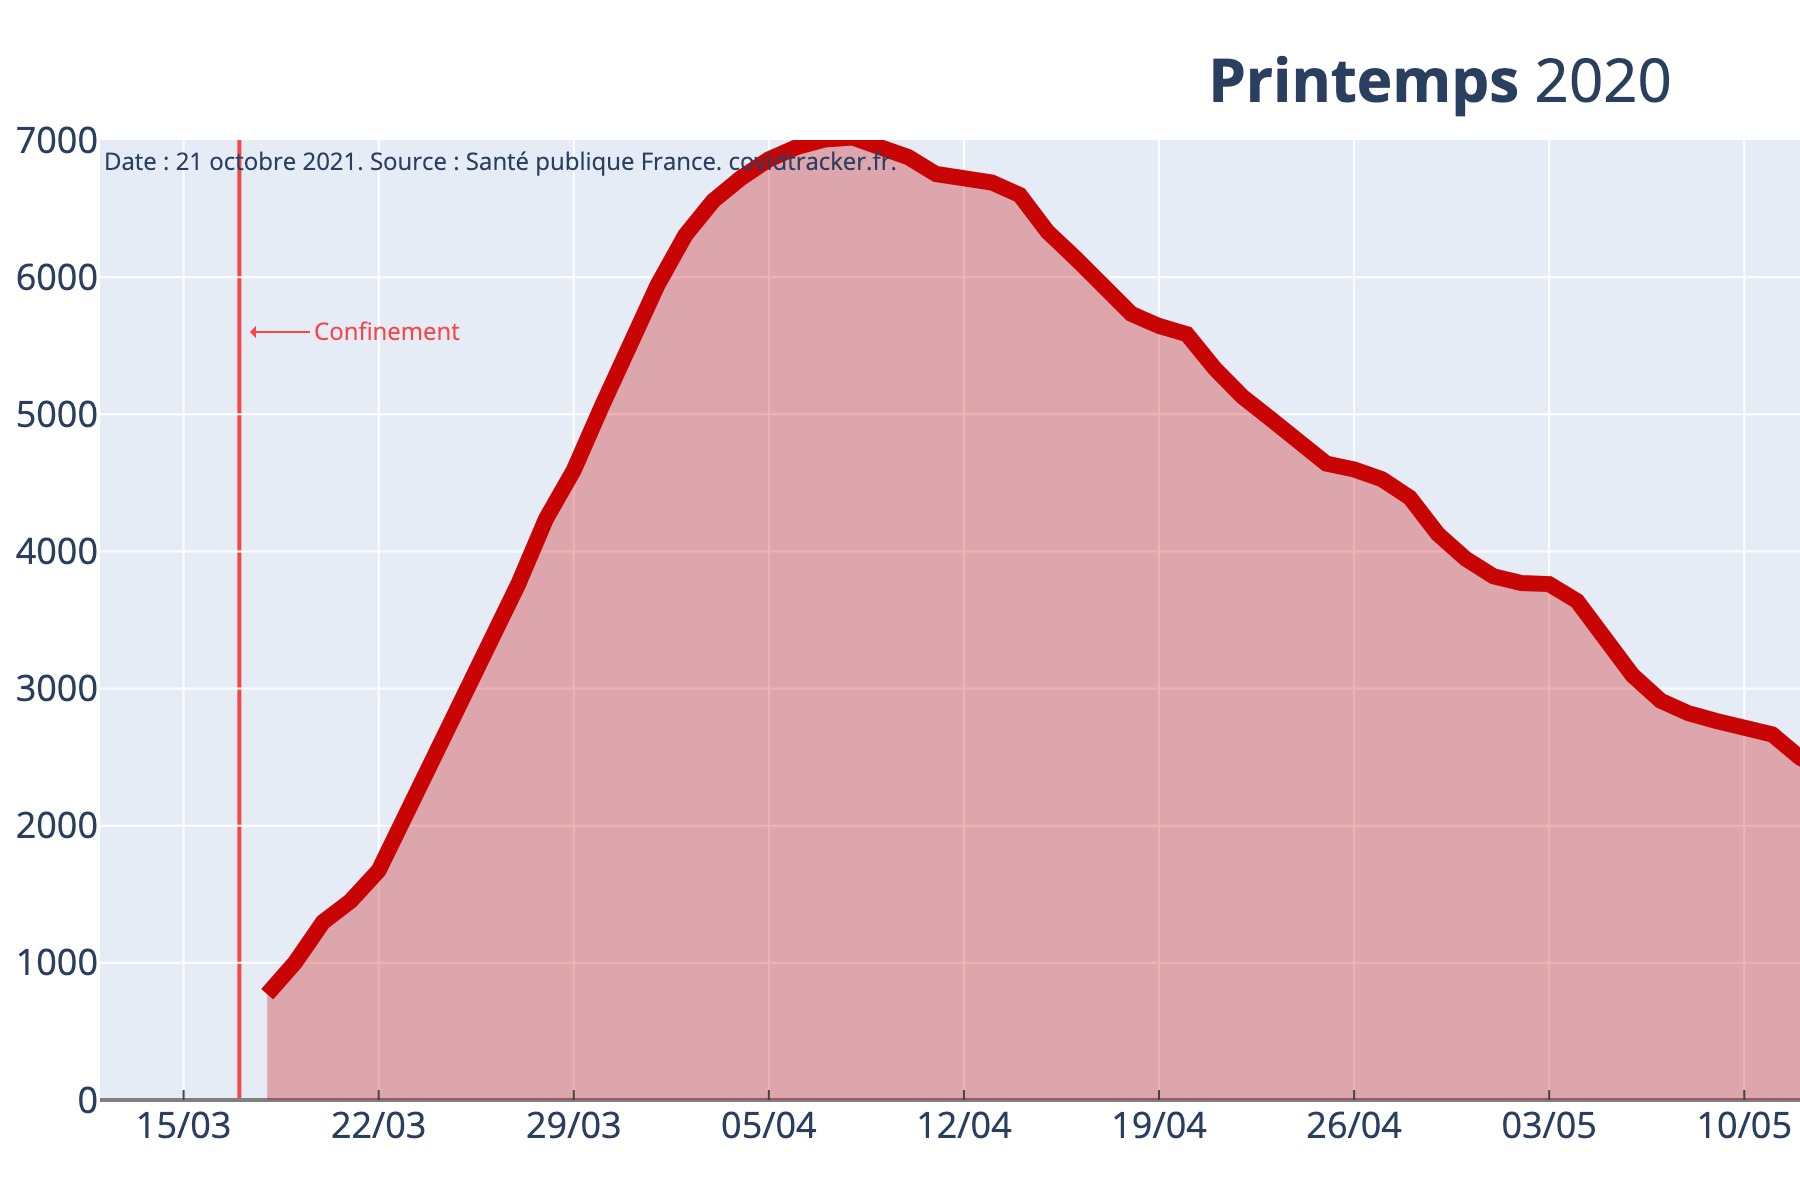 Printemps 2020
7000
Date : 21 octobre 2021. Source : Santé publique France. covidtracker.fr.
6000
Confinement
5000
4000
3000
2000
1000
0
15/03 22/03 29/03 05/04 12/04 19/04 26/04 03/05 10/05